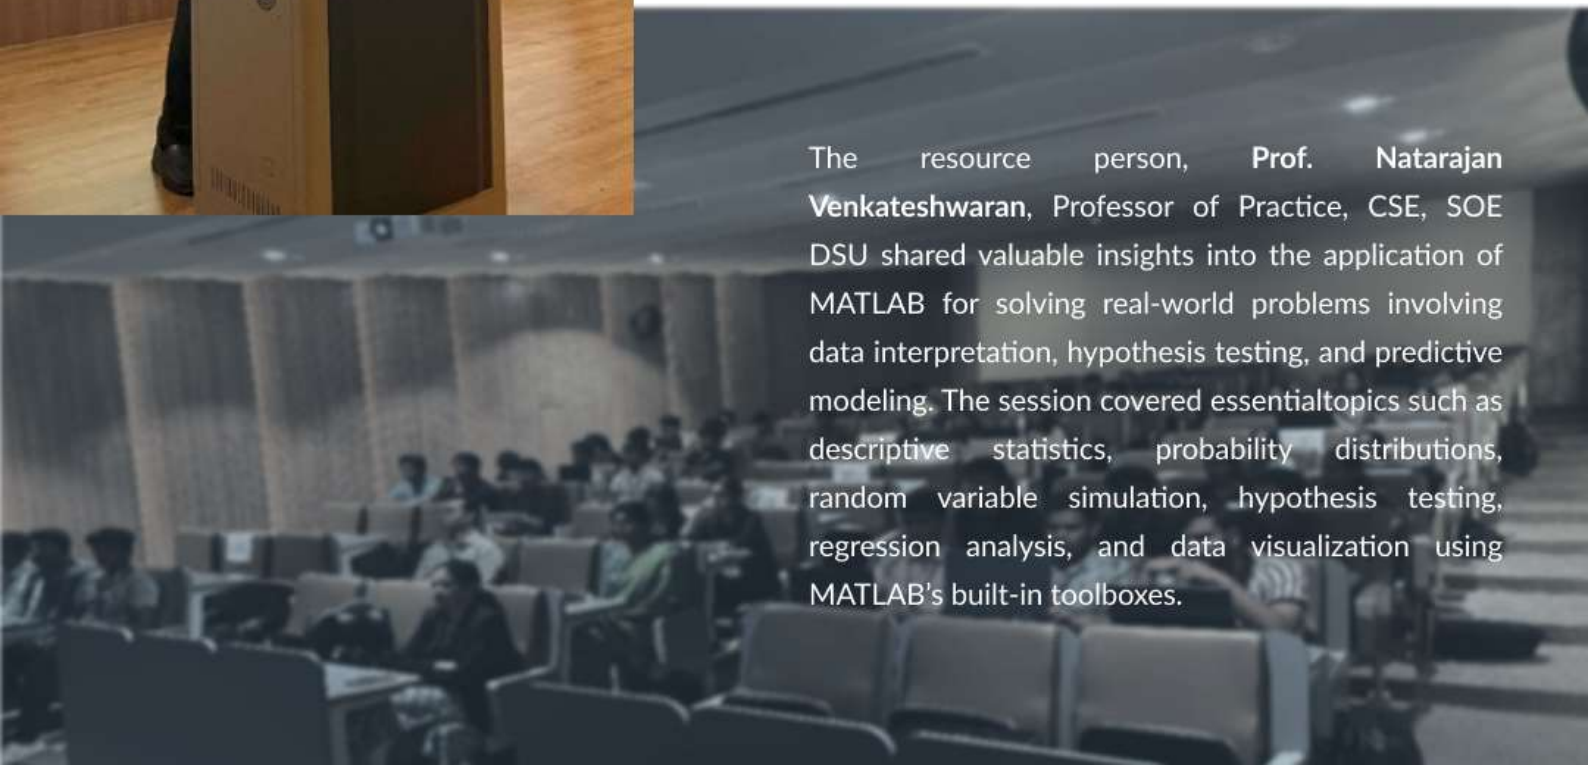 The resource person, Prof. Natarajan
Venkateshwaran, Professor of Practice, CSE, SOE
DSU shared valuable insights into the application of
MATLAB for solving real-world problems involving
data interpretation, hypothesis testing, and predictive
modeling. The session covered essentialtopics such as
descriptive statistics, probability distributions,
random variable simulation, hypothesis testing,
regression analysis, and data visualization using
MATLAB’s built-in toolboxes.